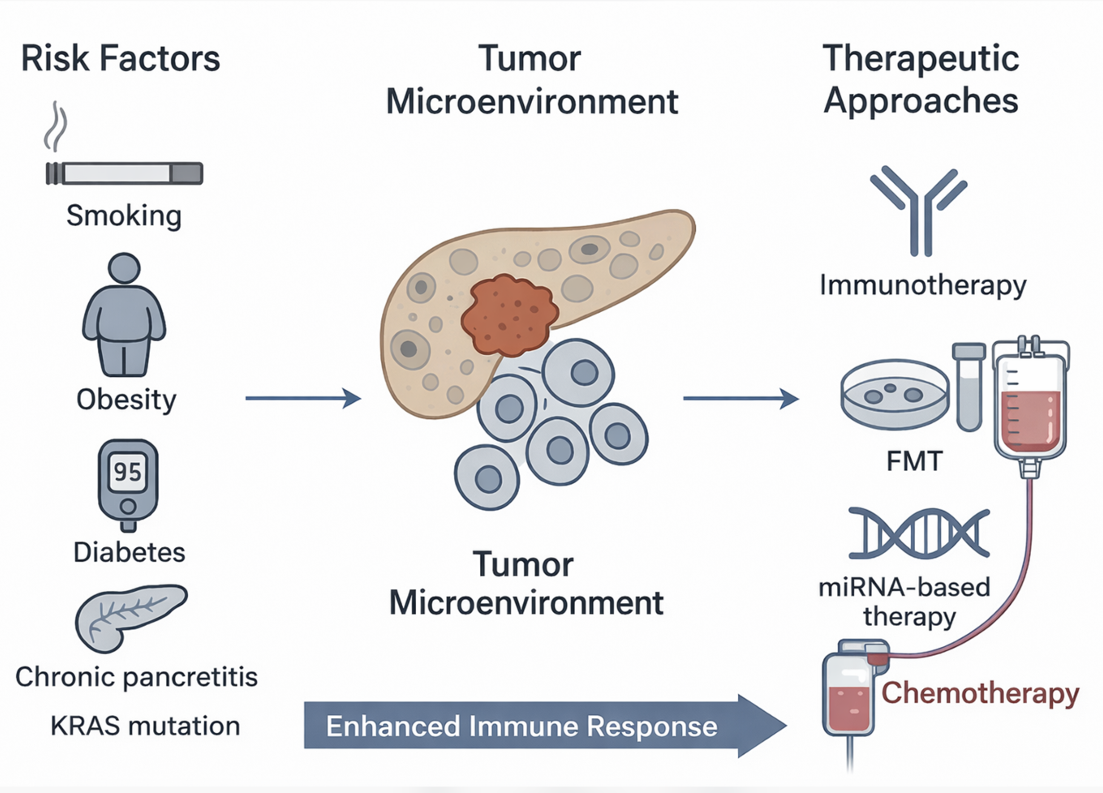 Risk Factors
Smoking
Obesity
95
Diabetes
Chronic pancretitis
KRAS mutation
Tumor
Microenvironment
Tumor
Microenvironment
Enhanced Immune Response
Therapeutic
Approaches
Immunotherapy
FMT
miRNA-based
therapy
Chemotherapy